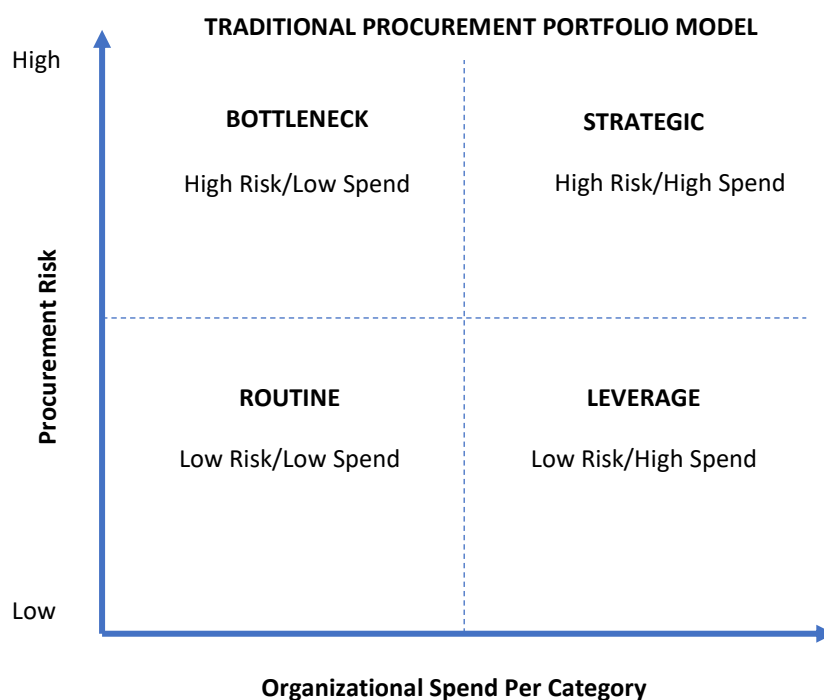 TRADITIONAL PROCUREMENT PORTFOLIO MODEL
High
BOTTLENECK
High Risk/Low Spend
STRATEGIC
High Risk/High Spend
Procurement Risk
ROUTINE
Low Risk/Low Spend
LEVERAGE
Low Risk/High Spend
Low
Organizational Spend Per Category